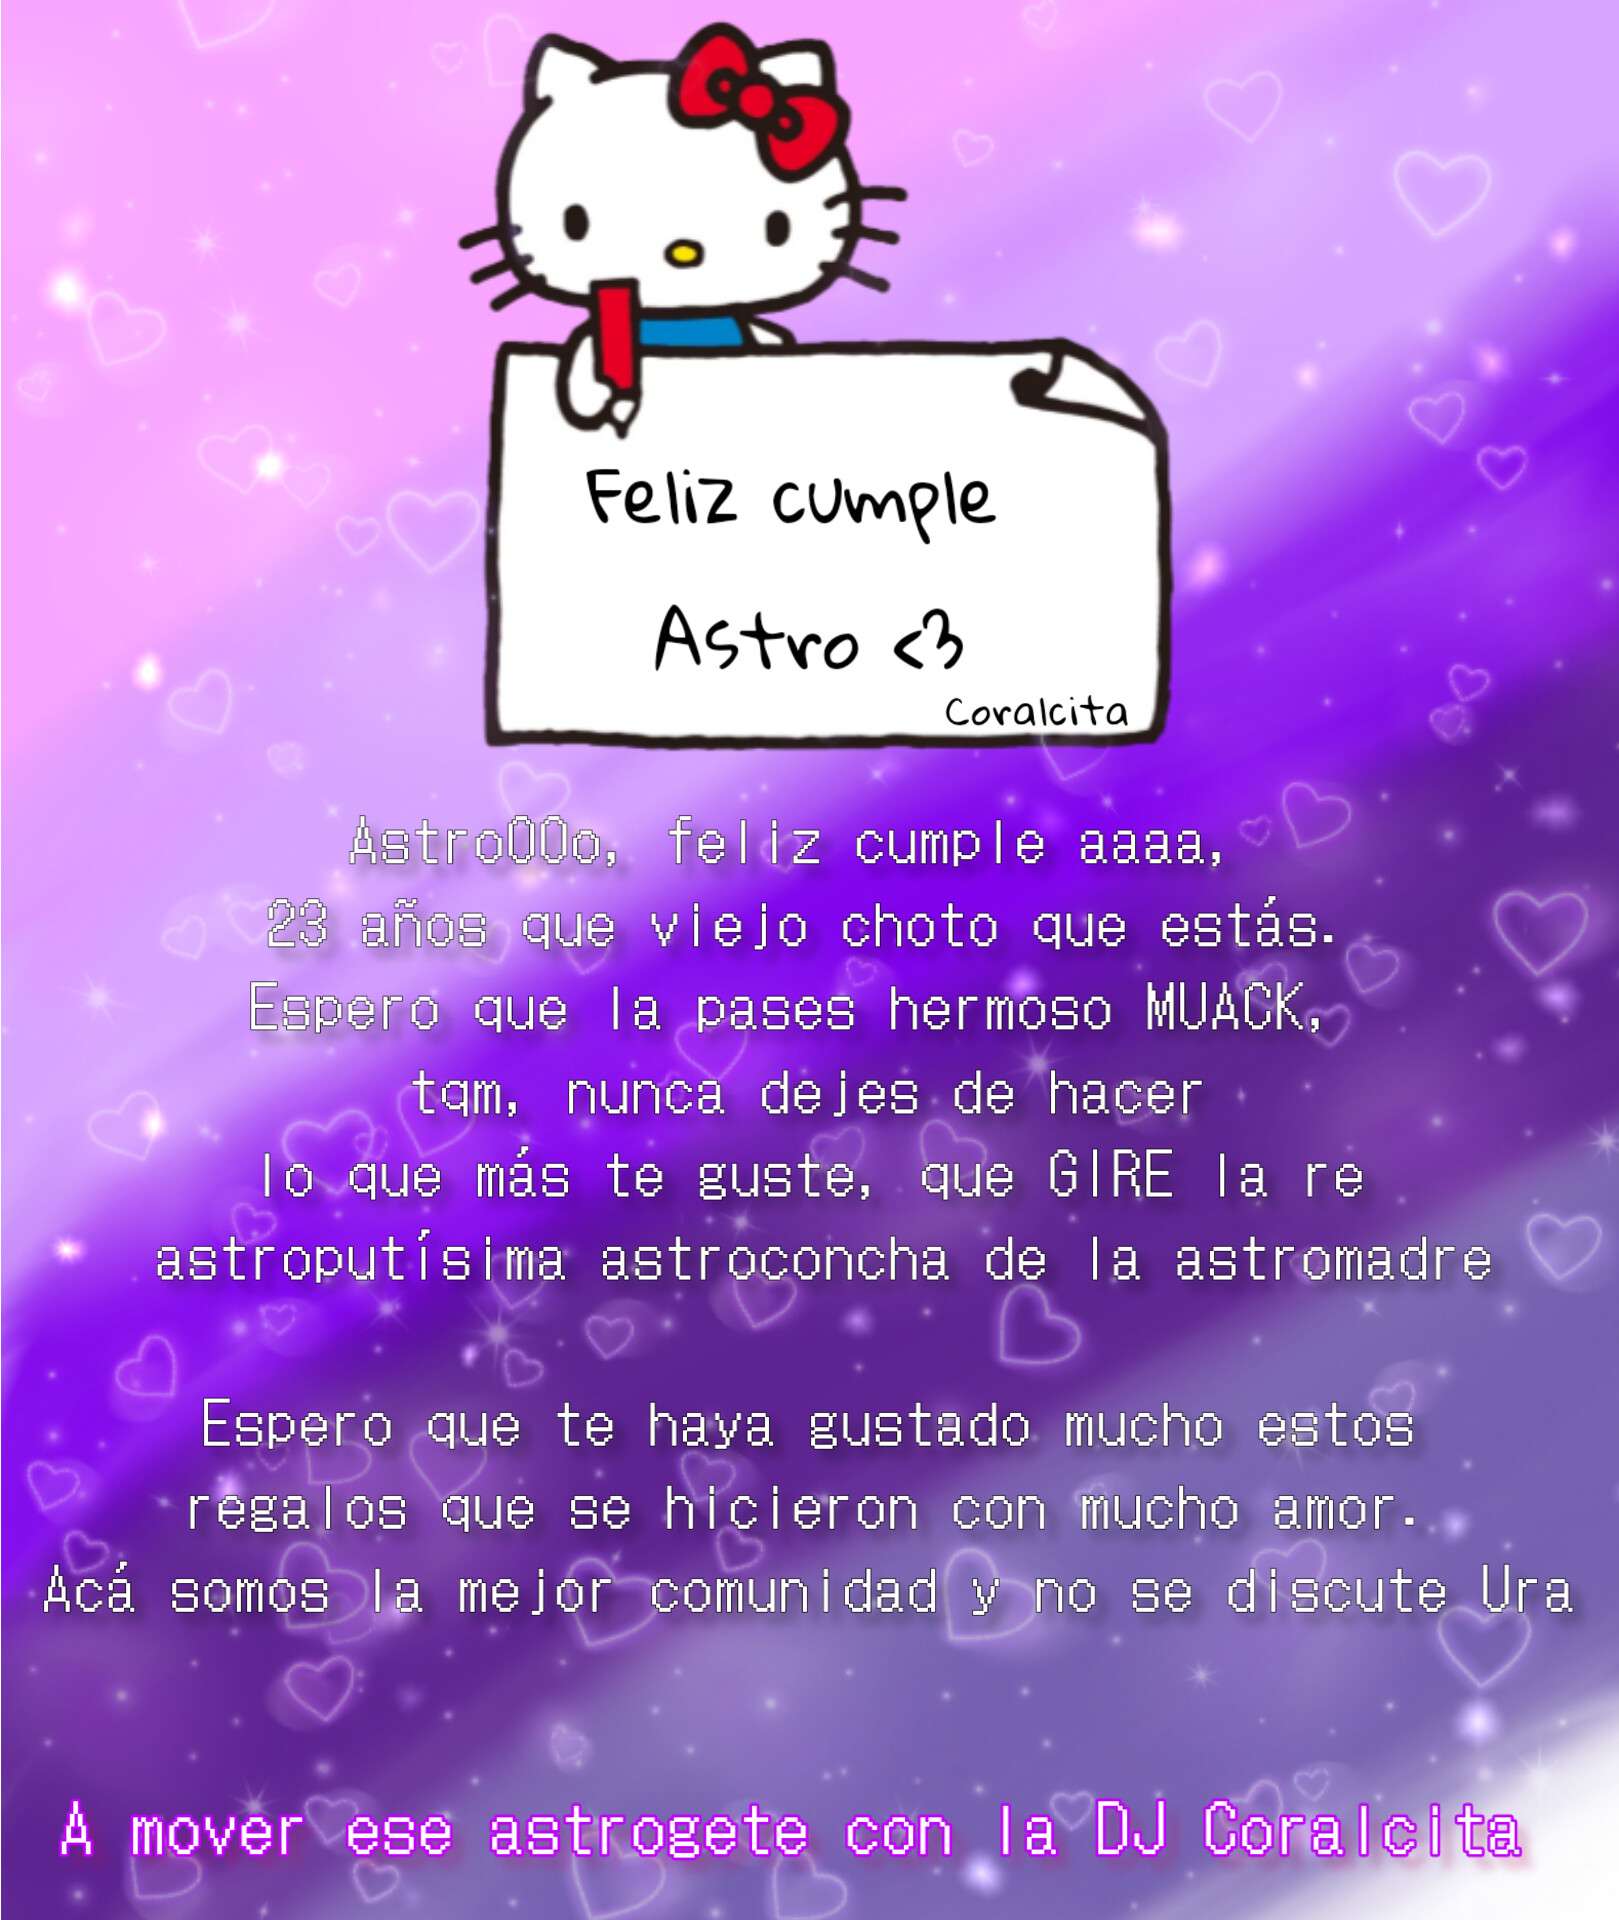 Feliz cumple
Astro <3
Coralcita
AstroOOo, feliz cumple aaaa,
23 años que viejo choto que estás.
Espero que la pases hermoso MUACK,
tqm, nunca dejes de hacer
lo que más te guste, que GIRE la re
astroputísima astroconcha de la astromadre
Espero que te haya gustado mucho estos
regalos que se hicieron con mucho amor.
Acá somos la mejor comunidad y no se discute Ura
A mover ese astrogete con la DJ Coralcita